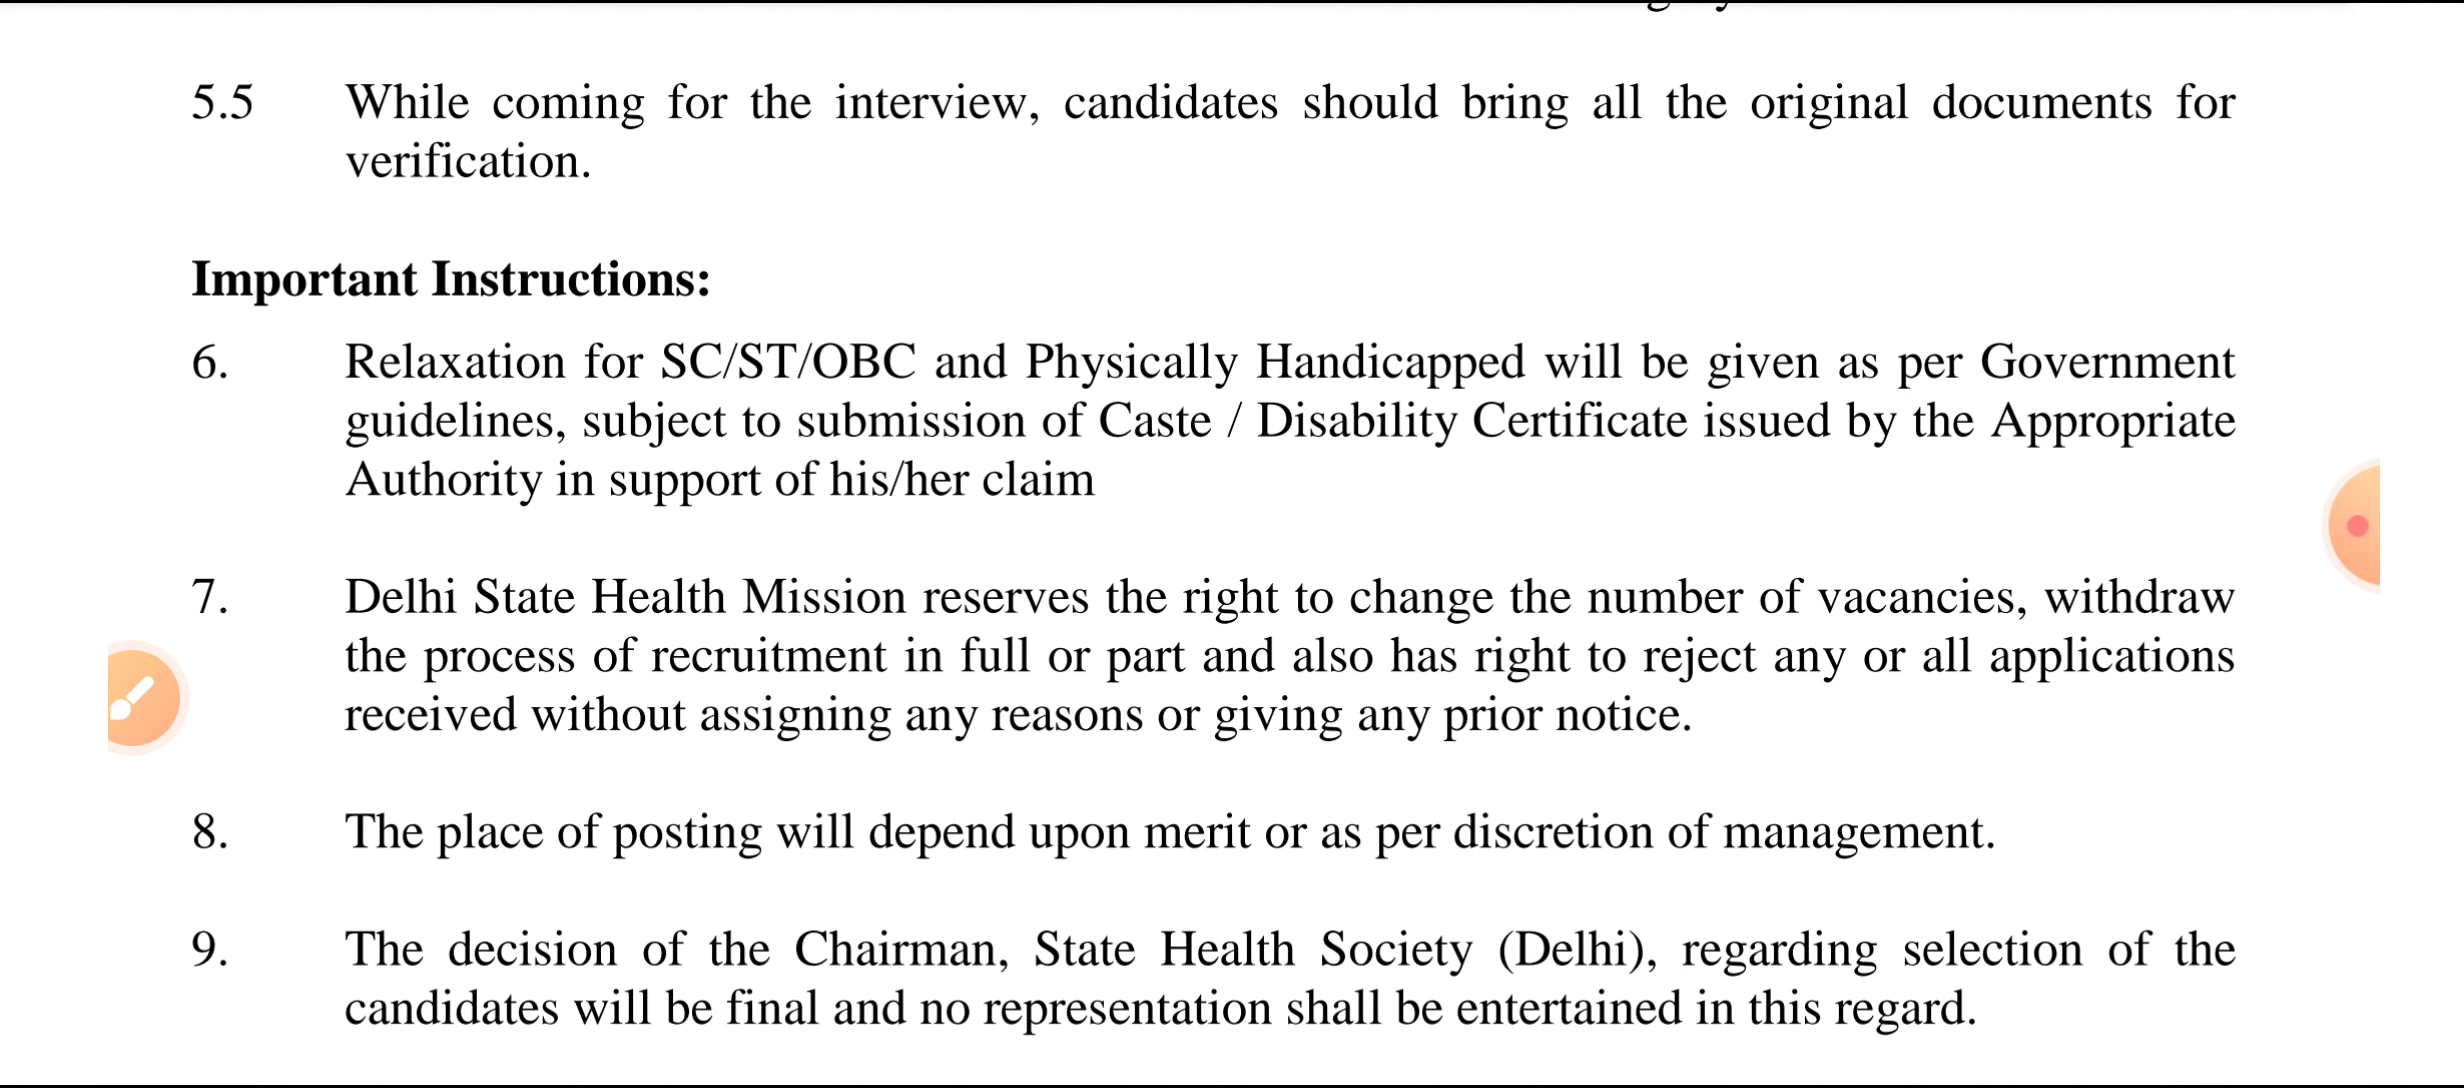 5.5 While coming for the interview, candidates should bring all the original documents for
verification.
Important Instructions:
6. Relaxation for SC/ST/OBC and Physically Handicapped will be given as per Government
guidelines, subject to submission of Caste / Disability Certificate issued by the Appropriate
Authority in support of his/her claim
7. Delhi State Health Mission reserves the right to change the number of vacancies, withdraw
the process of recruitment in full or part and also has right to reject any or all applications
received without assigning any reasons or giving any prior notice.
8. The place of posting will depend upon merit or as per discretion of management.
9. The decision of the Chairman, State Health Society (Delhi), regarding selection of the
candidates will be final and no representation shall be entertained in this regard.